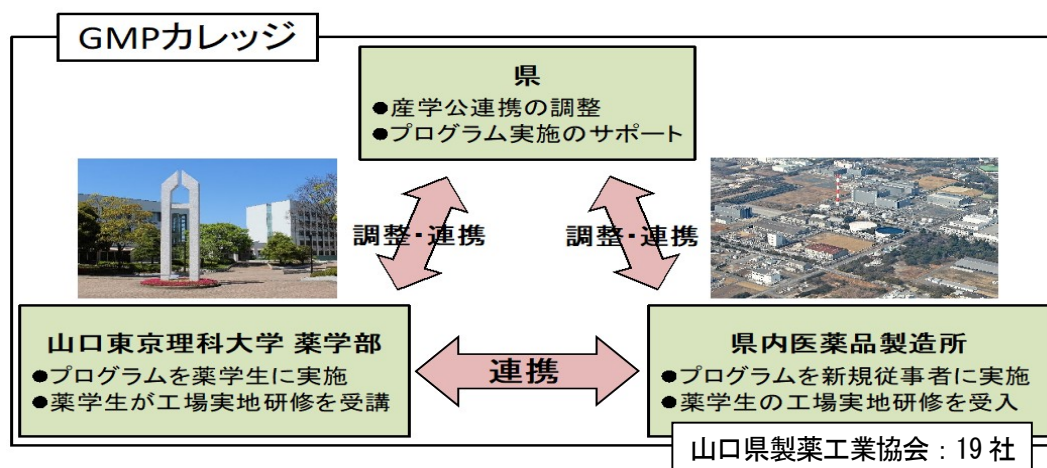 GMPカレッジ
県
●産学公連携の調整
●プログラム実施のサポート
調整・連携
調整・連携
山口東京理科大学 薬学部
●プログラムを薬学生に実施
●薬学生が工場実地研修を受講
連携
県内医薬品製造所
●プログラムを新規従事者に実施
●薬学生の工場実地研修を受入
山口県製薬工業協会：19社